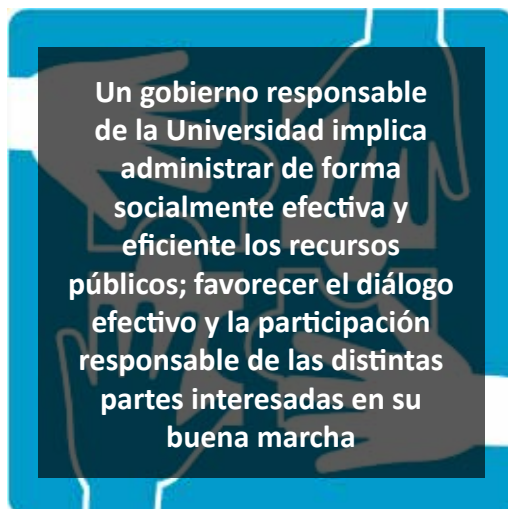 Un gobierno responsable
de la Universidad implica
administrar de forma
socialmente efectiva y
eficiente los recursos
públicos; favorecer el diálogo
efectivo y la participación
responsable de las distintas
partes interesadas en su
buena marcha